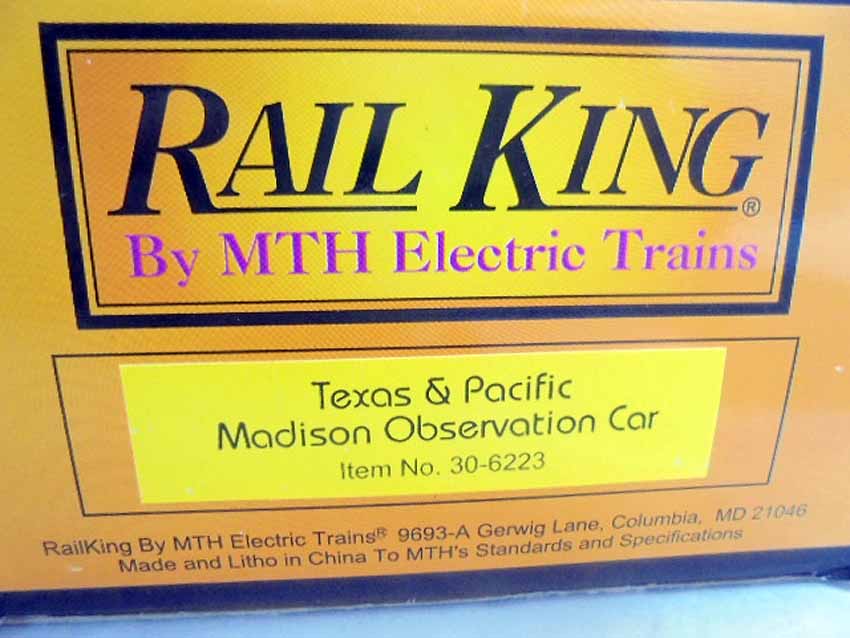 RAIL KING®
By MTH Electric Trains
Texas & Pacific
Madison Observation Car
Item No. 30-6223
RailKing By MTH Electric Trains® 9693-A Gerwig Lane, Columbia, MD 21046
Made and Litho in China To MTH's Standards and Specifications